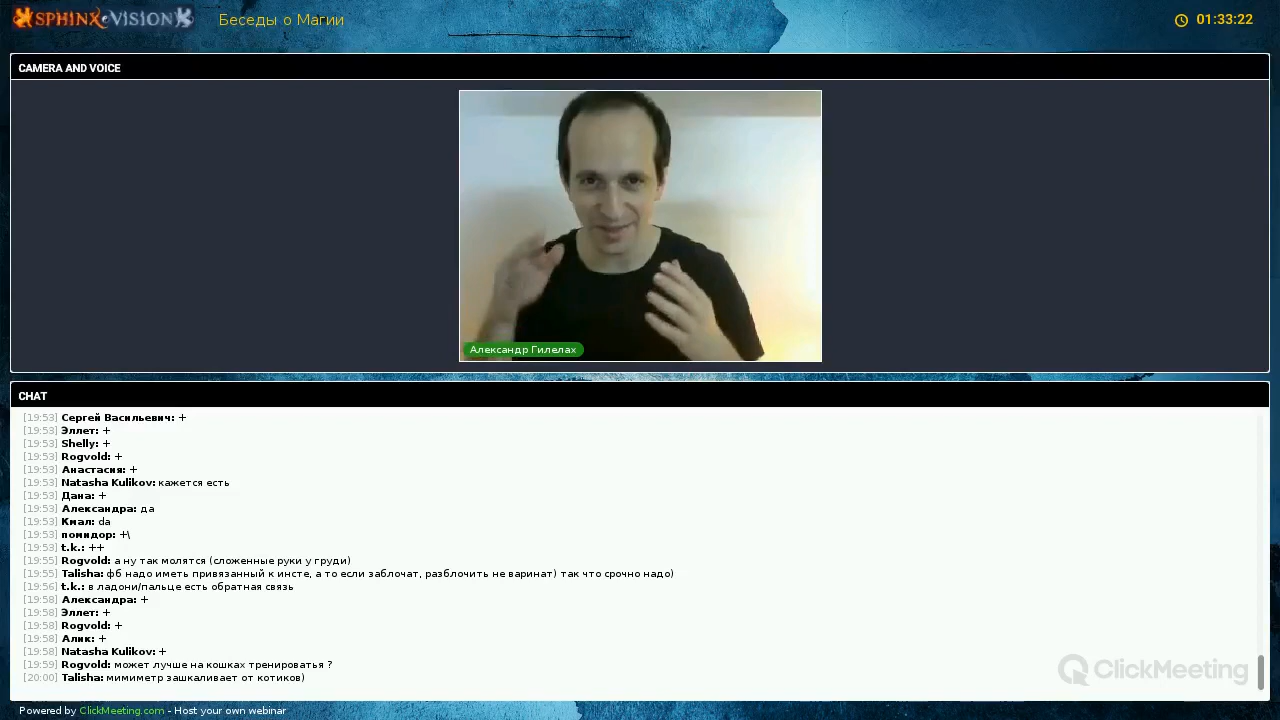 SPHINX VISION Беседы о Магии 01:33:22
CAMERA AND VOICE
Александр Гилелах
CHAT
[19:53] Сергей Васильевич: +
[19:53] Эллет: +
[19:53] Shelly: +
[19:53] Rogvold: +
[19:53] Анастасия: +
[19:53] Natasha Kulikov: кажется есть
[19:53] Дана: +
[19:53] Александра: да
[19:53] Кмал: da
[19:53] помидор: +\
[19:53] t.k.: ++
[19:55] Rogvold: а ну так молятся (сложенные руки у груди)
[19:55] Talisha: фб надо иметь привязанный к инсте, а то если заблочат, разблочить не варинат) так что срочно надо)
[19:56] t.k.: в ладони/пальце есть обратная связь
[19:58] Александра: +
[19:58] Эллет: +
[19:58] Rogvold: +
[19:58] Алик: +
[19:58] Natasha Kulikov: +
[19:59] Rogvold: может лучше на кошках тренироватья ?
[20:00] Talisha: мимиметр зашкаливает от котиков)
ClickMeeting
Powered by ClickMeeting.com - Host your own webinar